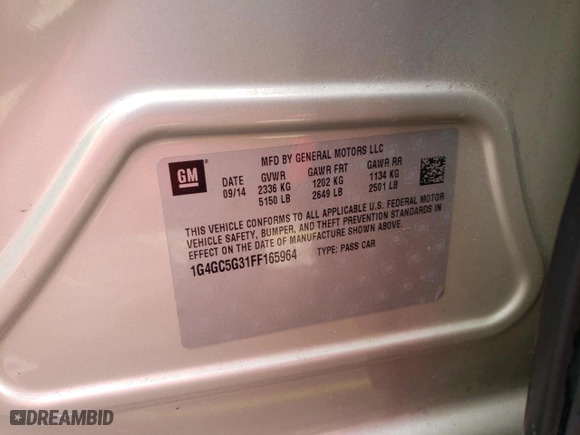 GM
MFD BY GENERAL MOTORS LLC
DATE GVWR GAWR FRT GAWR RR
09/14 2336 KG 1202 KG 1134 KG
5150 LB 2649 LB 2501 LB
THIS VEHICLE CONFORMS TO ALL APPLICABLE U.S. FEDERAL MOTOR
VEHICLE SAFETY, BUMPER, AND THEFT PREVENTION STANDARDS IN
EFFECT ON THE DATE OF MANUFACTURE SHOWN ABOVE.
1G4GC5G31FF165964 TYPE: PASS CAR
DREAMBID